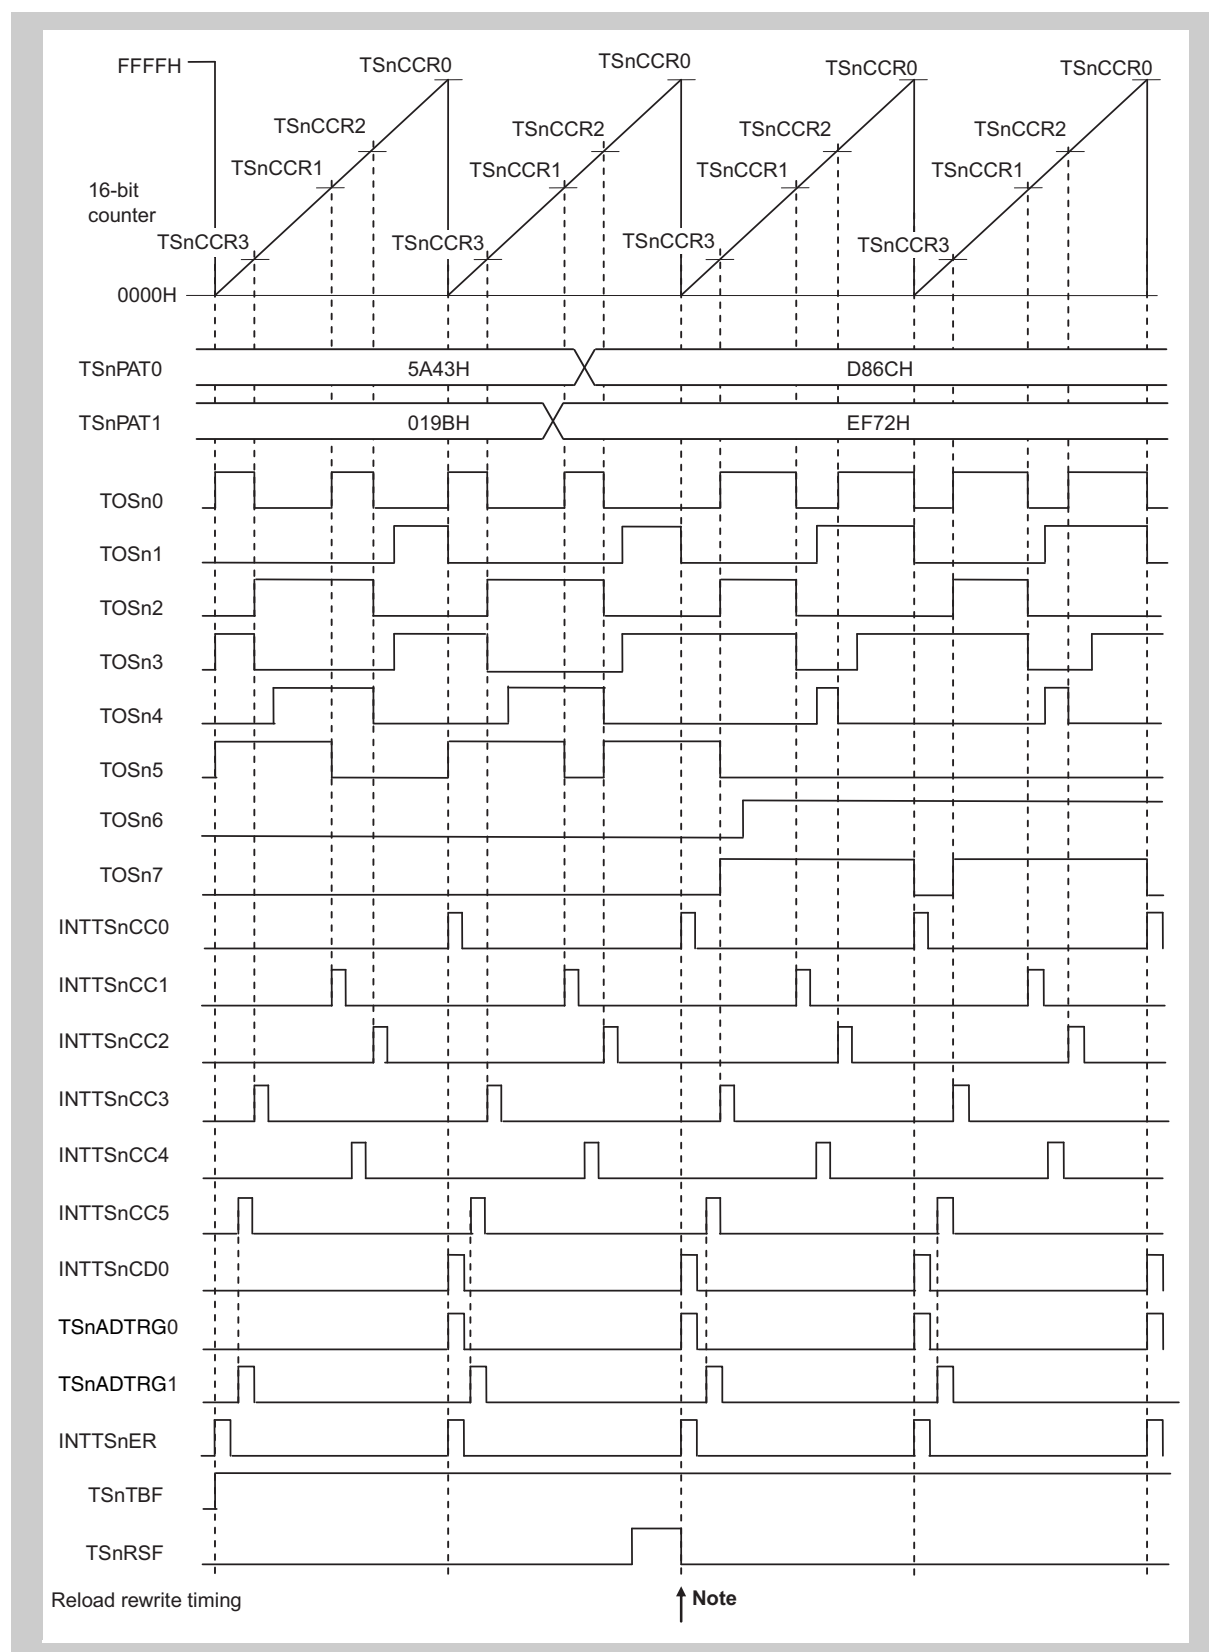 FFFFH
TSnCCR0
TSnCCR0
TSnCCR0
TSnCCR0
TSnCCR2
TSnCCR2
TSnCCR2
TSnCCR2
TSnCCR1
TSnCCR1
TSnCCR1
TSnCCR1
16-bit
counter
TSnCCR3
TSnCCR3
TSnCCR3
TSnCCR3
0000H
TSnPAT0 5A43H D86CH
TSnPAT1 019BH EF72H
TOSn0
TOSn1
TOSn2
TOSn3
TOSn4
TOSn5
TOSn6
TOSn7
INTTSnCC0
INTTSnCC1
INTTSnCC2
INTTSnCC3
INTTSnCC4
INTTSnCC5
INTTSnCD0
TSnADTRG0
TSnADTRG1
INTTSnER
TSnTBF
TSnRSF
Reload rewrite timing Note